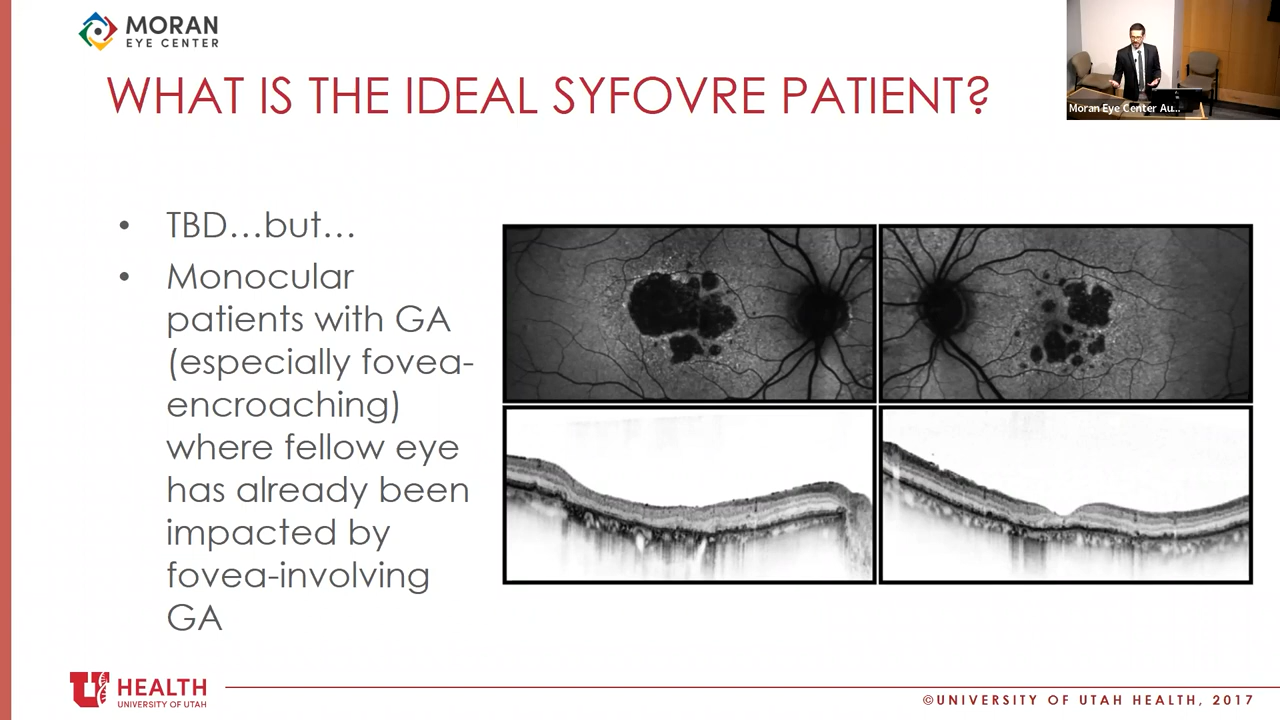 MORAN
EYE CENTER
WHAT IS THE IDEAL SYFOVRE PATIENT?
Moran Eye Center Au...
• TBD…but…
• Monocular
patients with GA
(especially fovea-
encroaching)
where fellow eye
has already been
impacted by
fovea-involving
GA
U HEALTH
UNIVERSITY OF UTAH
©UNIVERSITY OF UTAH HEALTH, 2017